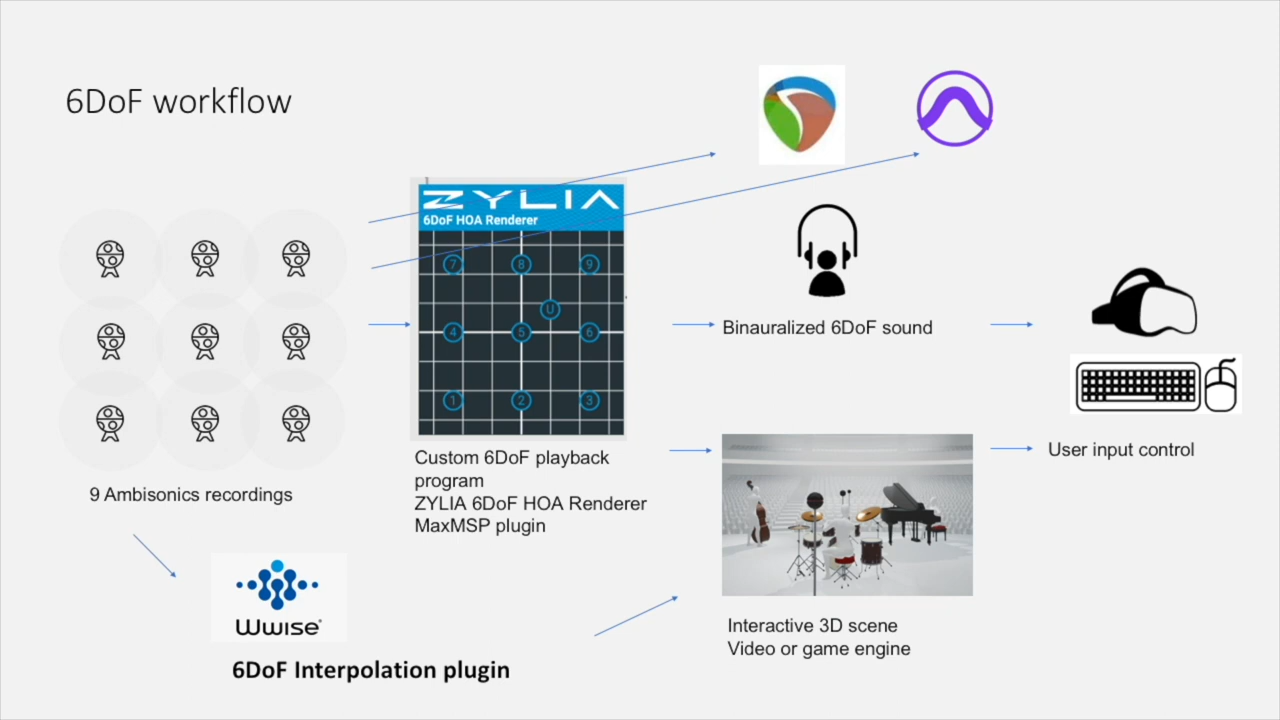 6DoF workflow
ZYLIA
6DoF HOA Renderer
7 8 9
U
4 5 6
1 2 3
9 Ambisonics recordings
Custom 6DoF playback
program
ZYLIA 6DoF HOA Renderer
MaxMSP plugin
Binauralized 6DoF sound
User input control
Interactive 3D scene
Video or game engine
Wwise
6DoF Interpolation plugin